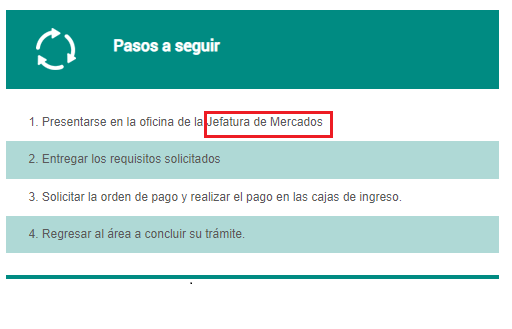 Pasos a seguir
1. Presentarse en la oficina de la Jefatura de Mercados
2. Entregar los requisitos solicitados
3. Solicitar la orden de pago y realizar el pago en las cajas de ingreso.
4. Regresar al área a concluir su trámite.